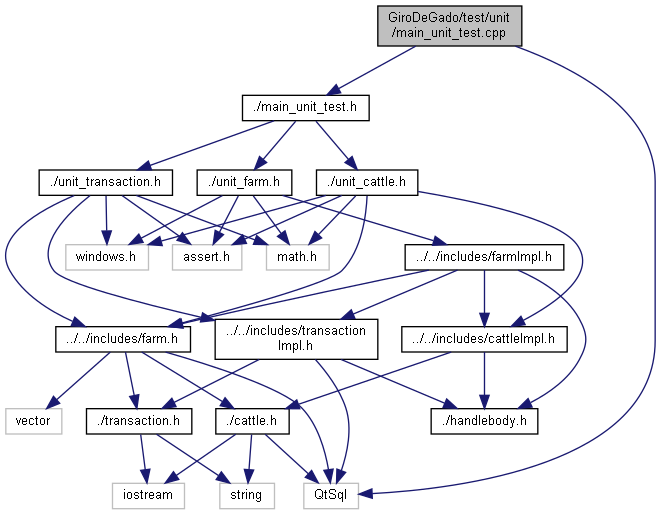 GiroDeGado/test/unit
/main_unit_test.cpp
./main_unit_test.h
./unit_transaction.h
./unit_farm.h
./unit_cattle.h
windows.h
assert.h
math.h
../../includes/farmImpl.h
../../includes/farm.h
../../includes/transaction
Impl.h
../../includes/cattleImpl.h
vector
./transaction.h
./cattle.h
./handlebody.h
iostream
string
QtSql